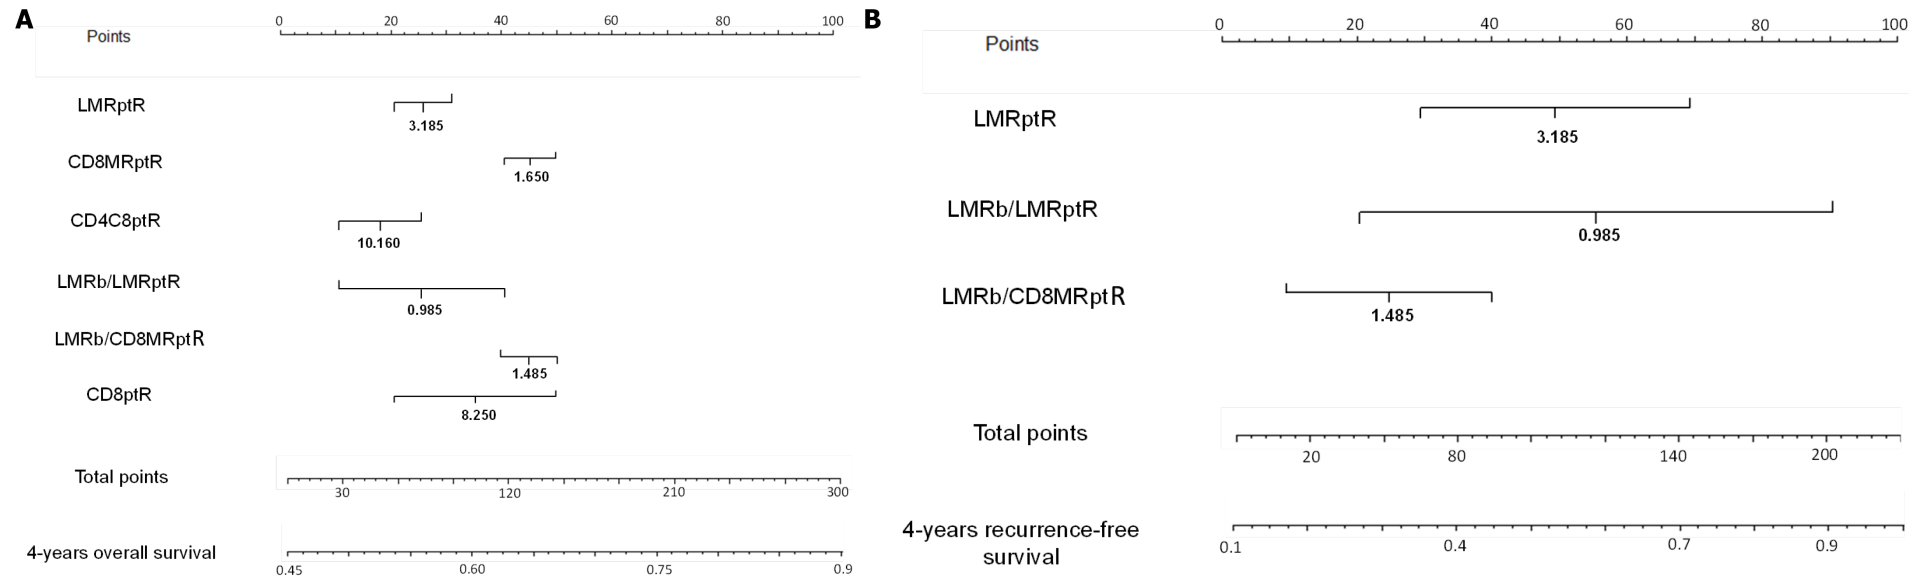 A
0 20 40 60 80 100
Points
LMRptR
3.185
CD8MRptR
1.650
CD4C8ptR
10.160
LMRb/LMRptR
0.985
LMRb/CD8MRptR
1.485
CD8ptR
8.250
Total points
30 120 210 300
4-years overall survival
0.45 0.60 0.75 0.9
B
0 20 40 60 80 100
Points
LMRptR
3.185
LMRb/LMRptR
0.985
LMRb/CD8MRptR
1.485
Total points
20 80 140 200
4-years recurrence-free
survival
0.1 0.4 0.7 0.9